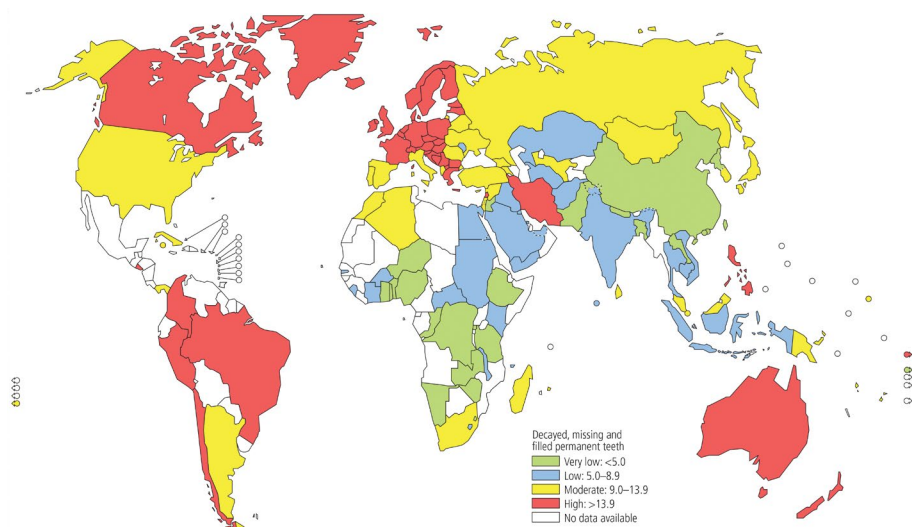 Decayed, missing and
filled permanent teeth
Very low: <5.0
Low: 5.0–8.9
Moderate: 9.0–13.9
High: >13.9
No data available